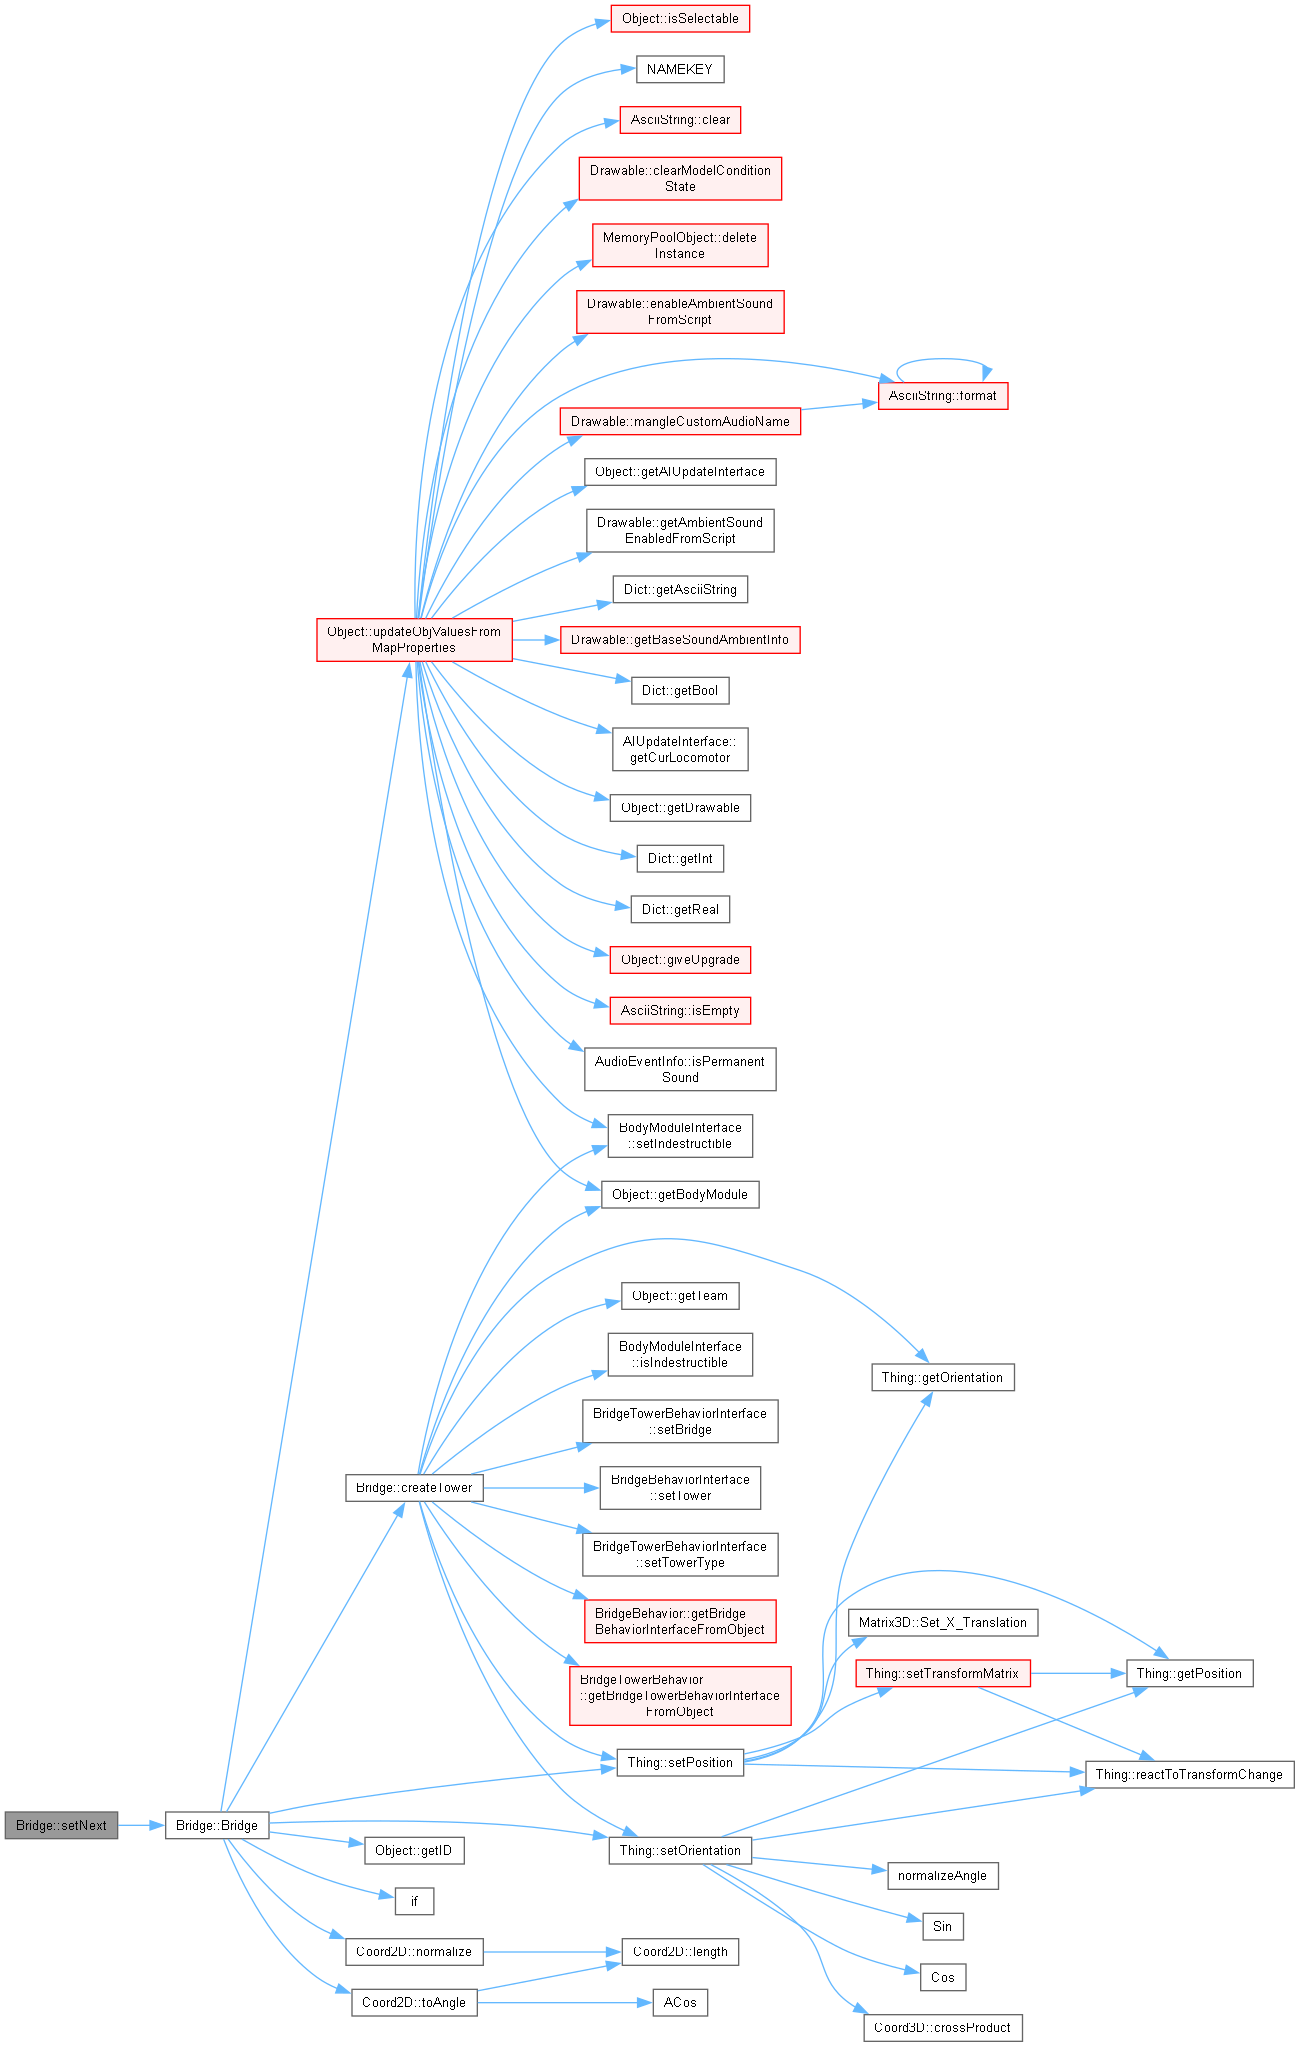 Object::isSelectable
NAMEKEY
AsciiString::clear
Drawable::clearModelCondition
State
MemoryPoolObject::delete
Instance
Drawable::enableAmbientSound
FromScript
AsciiString::format
Drawable::mangleCustomAudioName
Object::getAIUpdateInterface
Drawable::getAmbientSound
EnabledFromScript
Dict::getAsciiString
Object::updateObjValuesFrom
MapProperties
Drawable::getBaseSoundAmbientInfo
Dict::getBool
AIUpdateInterface::
getCurLocomotor
Object::getDrawable
Dict::getInt
Dict::getReal
Object::giveUpgrade
AsciiString::isEmpty
AudioEventInfo::isPermanent
Sound
BodyModuleInterface
::setIndestructible
Object::getBodyModule
Object::getTeam
BodyModuleInterface
::isIndestructible
Thing::getOrientation
BridgeTowerBehaviorInterface
::setBridge
Bridge::createTower
BridgeBehaviorInterface
::setTower
BridgeTowerBehaviorInterface
::setTowerType
BridgeBehavior::getBridge
BehaviorInterfaceFromObject
Matrix3D::Set_X_Translation
Thing::setTransformMatrix
Thing::getPosition
BridgeTowerBehavior
::getBridgeTowerBehaviorInterface
FromObject
Thing::setPosition
Thing::reactToTransformChange
Bridge::setNext
Bridge::Bridge
Object::getID
Thing::setOrientation
normalizeAngle
if
Sin
Coord2D::normalize
Coord2D::length
Cos
Coord2D::toAngle
ACos
Coord3D::crossProduct